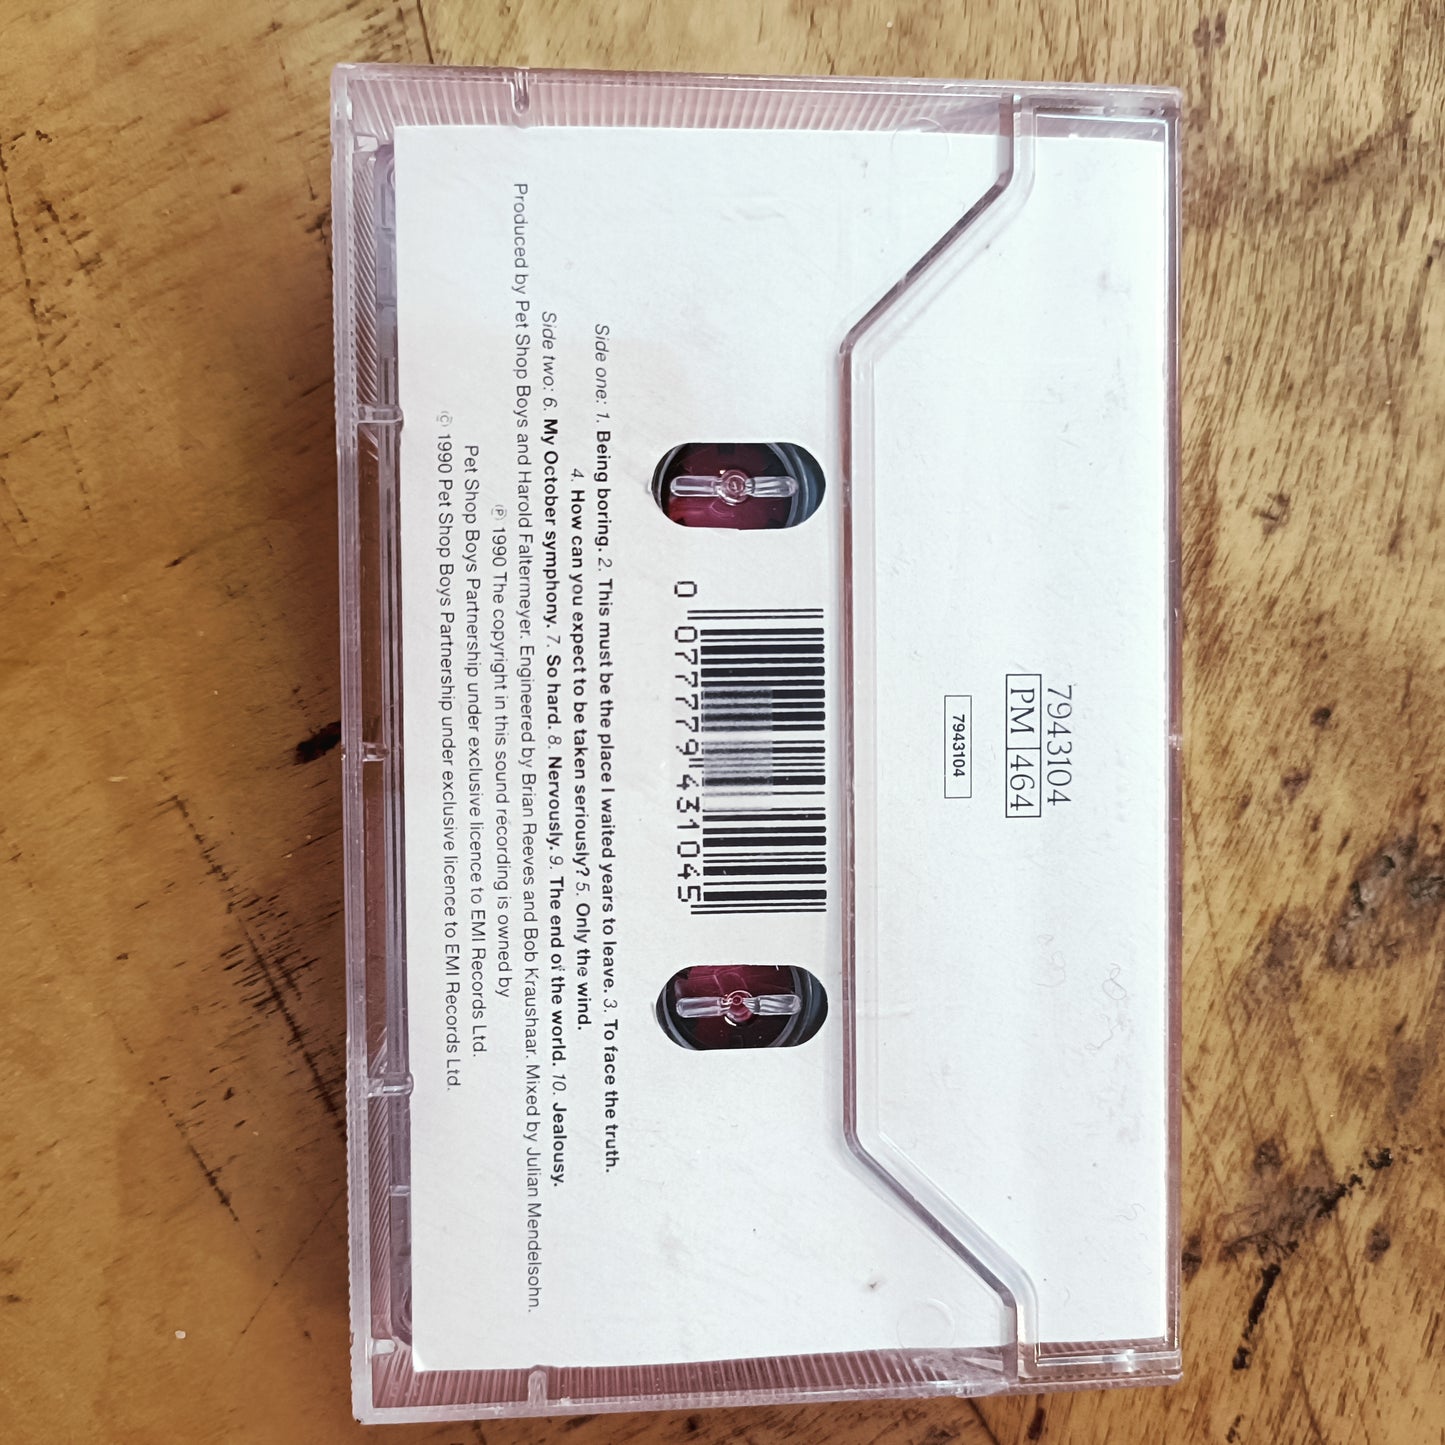 7943104
PM 464
7943104
0 077779 431045
Side one: 1. Being boring. 2. This must be the place I waited years to leave. 3. To face the truth.
4. How can you expect to be taken seriously? 5. Only the wind.
Side two: 6. My October symphony. 7. So hard. 8. Nervously. 9. The end of the world. 10. Jealousy.
Produced by Pet Shop Boys and Harold Faltermeyer. Engineered by Brian Reeves and Bob Kraushaar. Mixed by Julian Mendelsohn.
℗ 1990 The copyright in this sound recording is owned by
Pet Shop Boys Partnership under exclusive licence to EMI Records Ltd.
© 1990 Pet Shop Boys Partnership under exclusive licence to EMI Records Ltd.